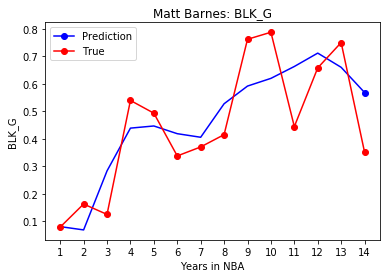 Matt Barnes: BLK_G
Prediction
True
BLK_G
0.8
0.7
0.6
0.5
0.4
0.3
0.2
0.1
1 2 3 4 5 6 7 8 9 10 11 12 13 14
Years in NBA